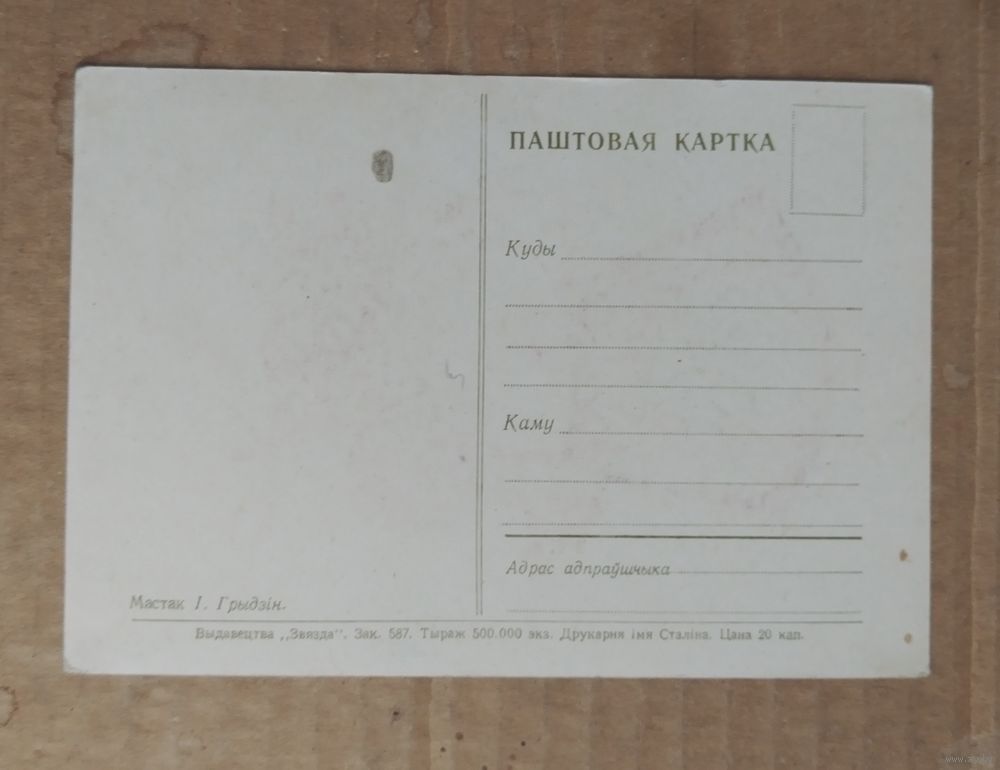 ПАШТОВАЯ КАРТКА
Куды
Каму
Адрас адпраўшчыка
Мастак І. Грыдзін.
Выдавецтва „Звязда". Зак. 587. Тыраж 500.000 экз. Друкарня імя Сталіна. Цана 20 кап.